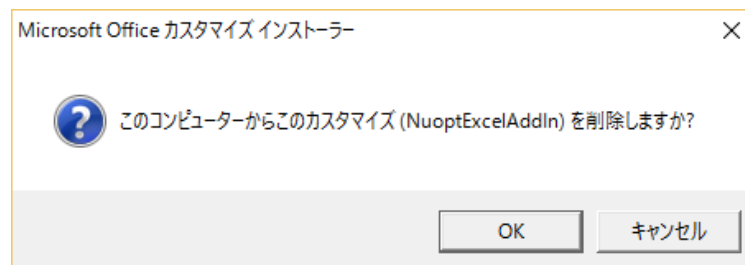 Microsoft Office カスタマイズ インストーラー
このコンピューターからこのカスタマイズ (NuoptExcelAddIn) を削除しますか?
OK
キャンセル